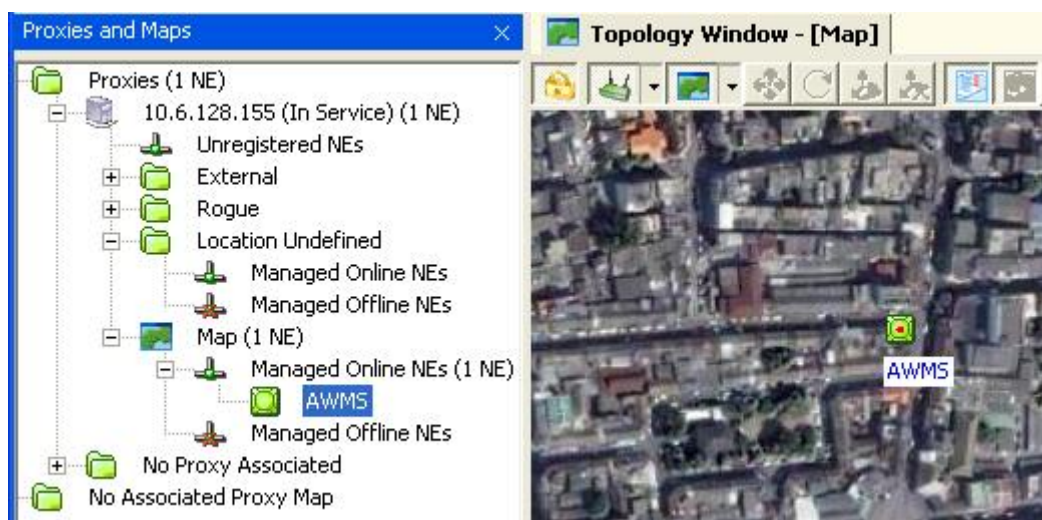 Proxies and Maps
Proxies (1 NE)
10.6.128.155 (In Service) (1 NE)
Unregistered NEs
External
Rogue
Location Undefined
Managed Online NEs
Managed Offline NEs
Map (1 NE)
Managed Online NEs (1 NE)
AWMS
Managed Offline NEs
No Proxy Associated
No Associated Proxy Map
Topology Window - [Map]
AWMS